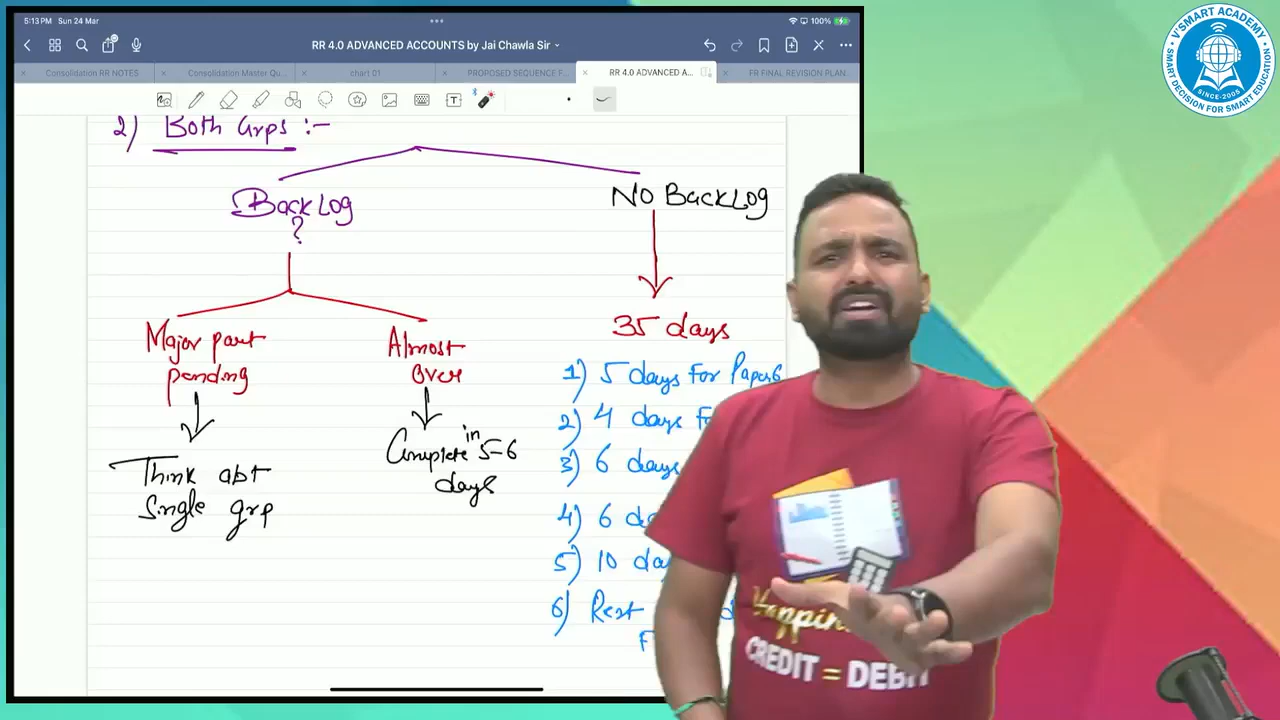 5:13 PM Sun 24 Mar
100%
RR 4.0 ADVANCED ACCOUNTS by Jai Chawla Sir
Consolidation RR NOTES
Consolidation Master Qu...
chart 01
PROPOSED SEQUENCE F...
RR 4.0 ADVANCED A...
FR FINAL REVISION PLAN
2) Both Grps :-
BackLog
?
No BackLog
Major part
pending
Almost
over
35 days
Think abt
Single grp
Complete in 5-6
days
1) 5 days For Paper 6
2) 4 days
3) 6 days
4) 6
5) 10
6) Rest
CREDIT = DEBIT
V'SMART ACADEMY
SMART DECISION FOR SMART EDUCATION
SINCE-2005